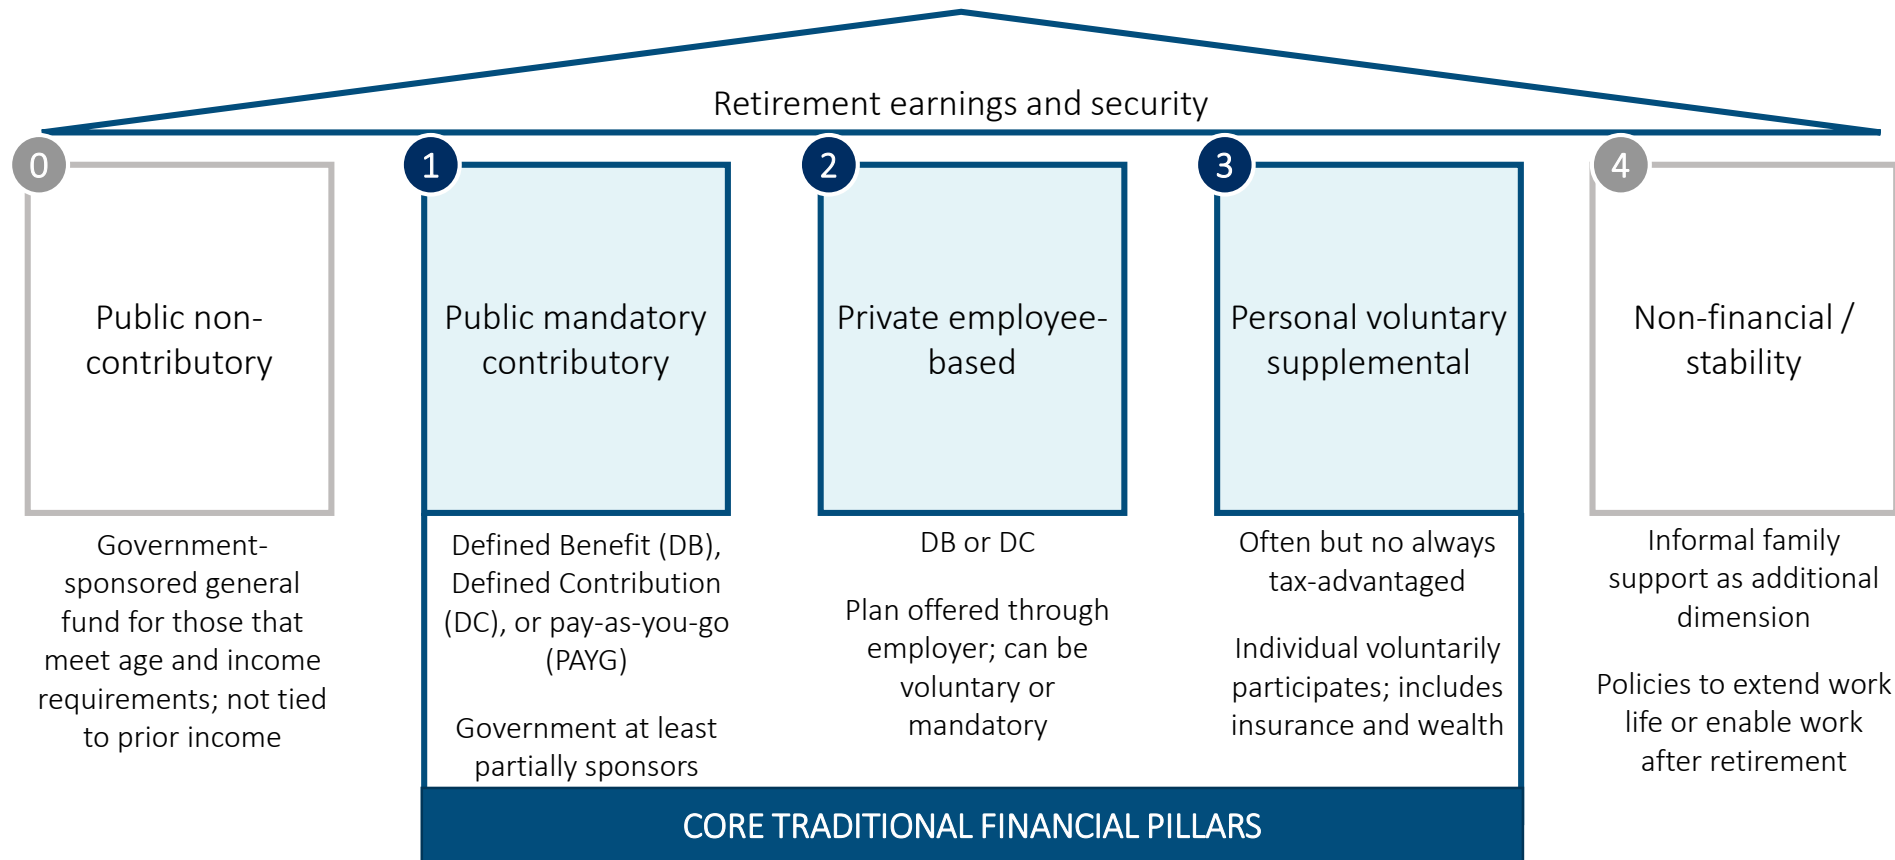 Retirement earnings and security
0
Public non-
contributory
Government-
sponsored general
fund for those that
meet age and income
requirements; not tied
to prior income
1
Public mandatory
contributory
Defined Benefit (DB),
Defined Contribution
(DC), or pay-as-you-go
(PAYG)
Government at least
partially sponsors
2
Private employee-
based
DB or DC
Plan offered through
employer; can be
voluntary or
mandatory
3
Personal voluntary
supplemental
Often but no always
tax-advantaged
Individual voluntarily
participates; includes
insurance and wealth
4
Non-financial /
stability
Informal family
support as additional
dimension
Policies to extend work
life or enable work
after retirement
CORE TRADITIONAL FINANCIAL PILLARS